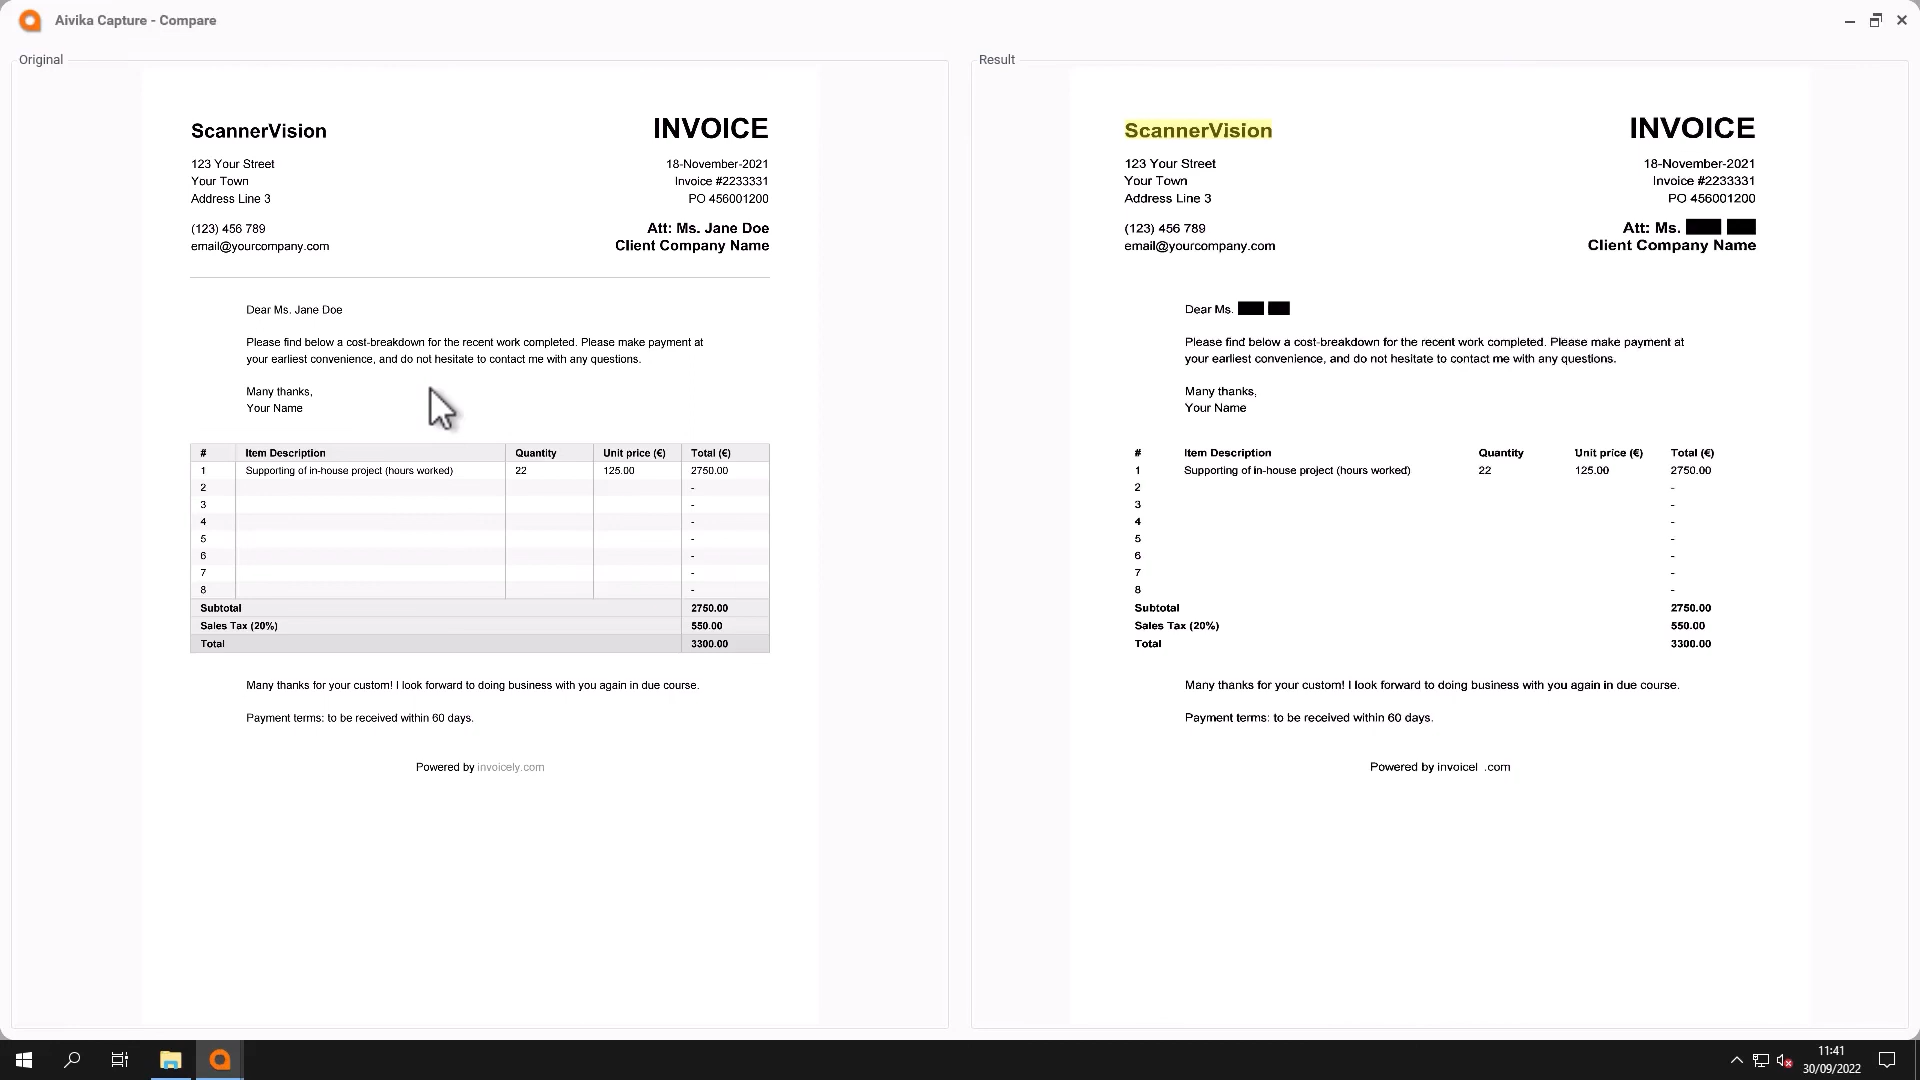 Aivika Capture - Compare
Original
ScannerVision
INVOICE
123 Your Street
18-November-2021
Your Town
Invoice #2233331
Address Line 3
PO 456001200
(123) 456 789
Att: Ms. Jane Doe
email@yourcompany.com
Client Company Name
Dear Ms. Jane Doe
Please find below a cost-breakdown for the recent work completed. Please make payment at
your earliest convenience, and do not hesitate to contact me with any questions.
Many thanks,
Your Name
# Item Description Quantity Unit price (€) Total (€)
1 Supporting of in-house project (hours worked) 22 125.00 2750.00
2 -
3 -
4 -
5 -
6 -
7 -
8 -
Subtotal 2750.00
Sales Tax (20%) 550.00
Total 3300.00
Many thanks for your custom! I look forward to doing business with you again in due course.
Payment terms: to be received within 60 days.
Powered by invoicely.com
Result
ScannerVision
INVOICE
123 Your Street
18-November-2021
Your Town
Invoice #2233331
Address Line 3
PO 456001200
(123) 456 789
Att: Ms.
email@yourcompany.com
Client Company Name
Dear Ms.
Please find below a cost-breakdown for the recent work completed. Please make payment at
your earliest convenience, and do not hesitate to contact me with any questions.
Many thanks,
Your Name
# Item Description Quantity Unit price (€) Total (€)
1 Supporting of in-house project (hours worked) 22 125.00 2750.00
2 -
3 -
4 -
5 -
6 -
7 -
8 -
Subtotal 2750.00
Sales Tax (20%) 550.00
Total 3300.00
Many thanks for your custom! I look forward to doing business with you again in due course.
Payment terms: to be received within 60 days.
Powered by invoicel .com
11:41
30/09/2022